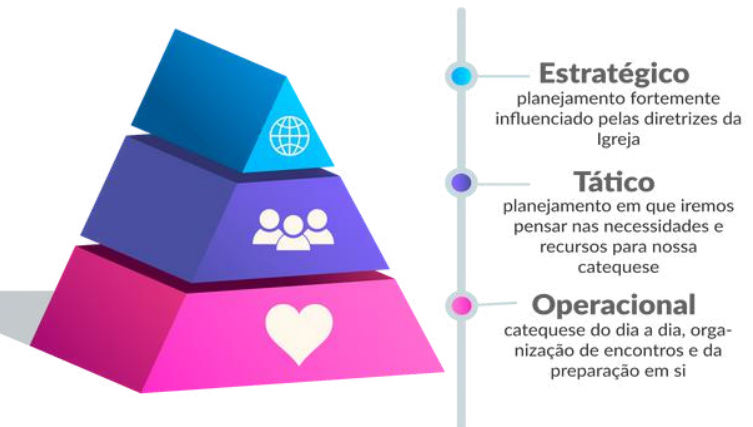 Estratégico
planejamento fortemente
influenciado pelas diretrizes da
Igreja
Tático
planejamento em que iremos
pensar nas necessidades e
recursos para nossa
catequese
Operacional
catequese do dia a dia, orga-
nização de encontros e da
preparação em si